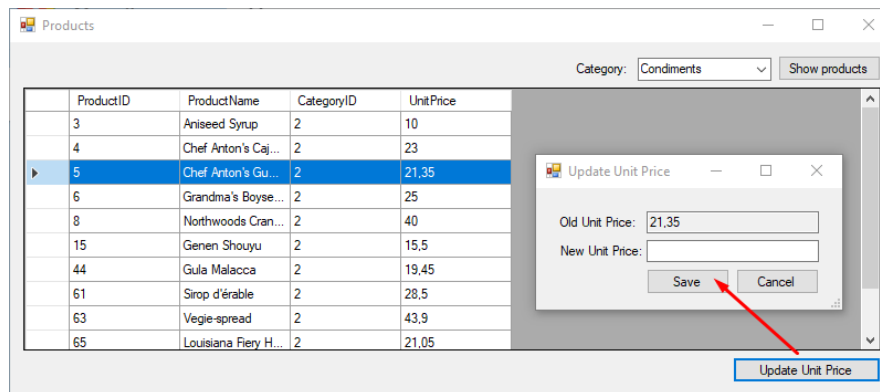 Products
Category: Condiments Show products
ProductID ProductName CategoryID UnitPrice
3 Aniseed Syrup 2 10
4 Chef Anton's Caj... 2 23
5 Chef Anton's Gu... 2 21,35
6 Grandma's Boyse... 2 25
8 Northwoods Cran... 2 40
15 Genen Shouyu 2 15,5
44 Gula Malacca 2 19,45
61 Sirop d'érable 2 28,5
63 Vegie-spread 2 43,9
65 Louisiana Fiery H... 2 21,05
Update Unit Price
Old Unit Price: 21,35
New Unit Price:
Save Cancel
Update Unit Price